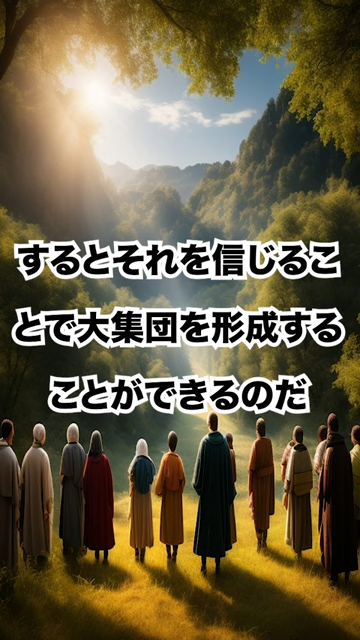 するとそれを信じるこ
とで大集団を形成する
ことができるのだ